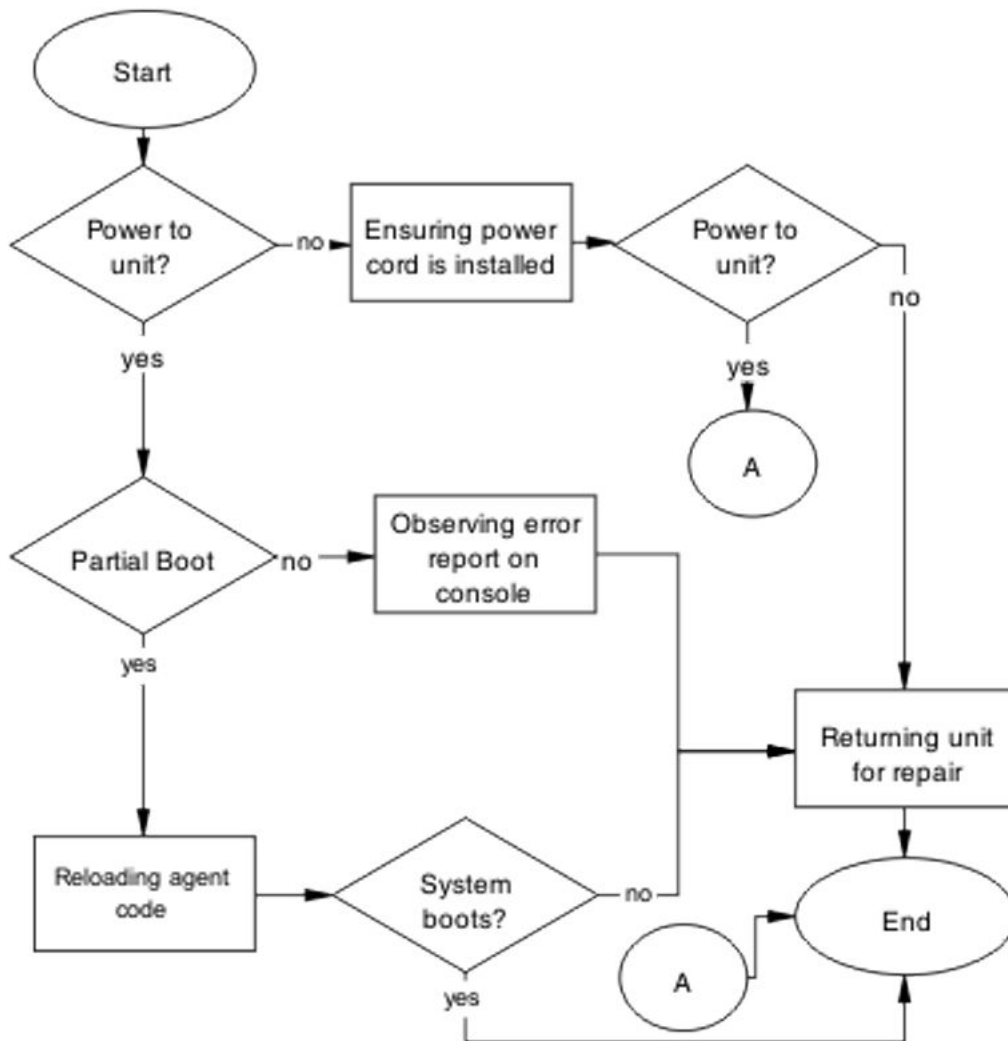 Start
Power to
unit?
no
Ensuring power
cord is installed
Power to
unit?
no
yes
yes
A
Partial Boot
no
Observing error
report on
console
yes
Returning unit
for repair
Reloading agent
code
System
boots?
no
End
A
yes